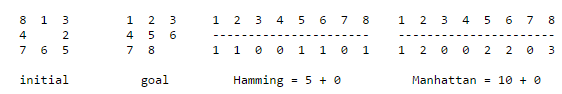 8 1 3 1 2 3 1 2 3 4 5 6 7 8 1 2 3 4 5 6 7 8
4 2 4 5 6 ---------------------- ----------------------
7 6 5 7 8 1 1 0 0 1 1 0 1 1 2 0 0 2 2 0 3
initial goal Hamming = 5 + 0 Manhattan = 10 + 0